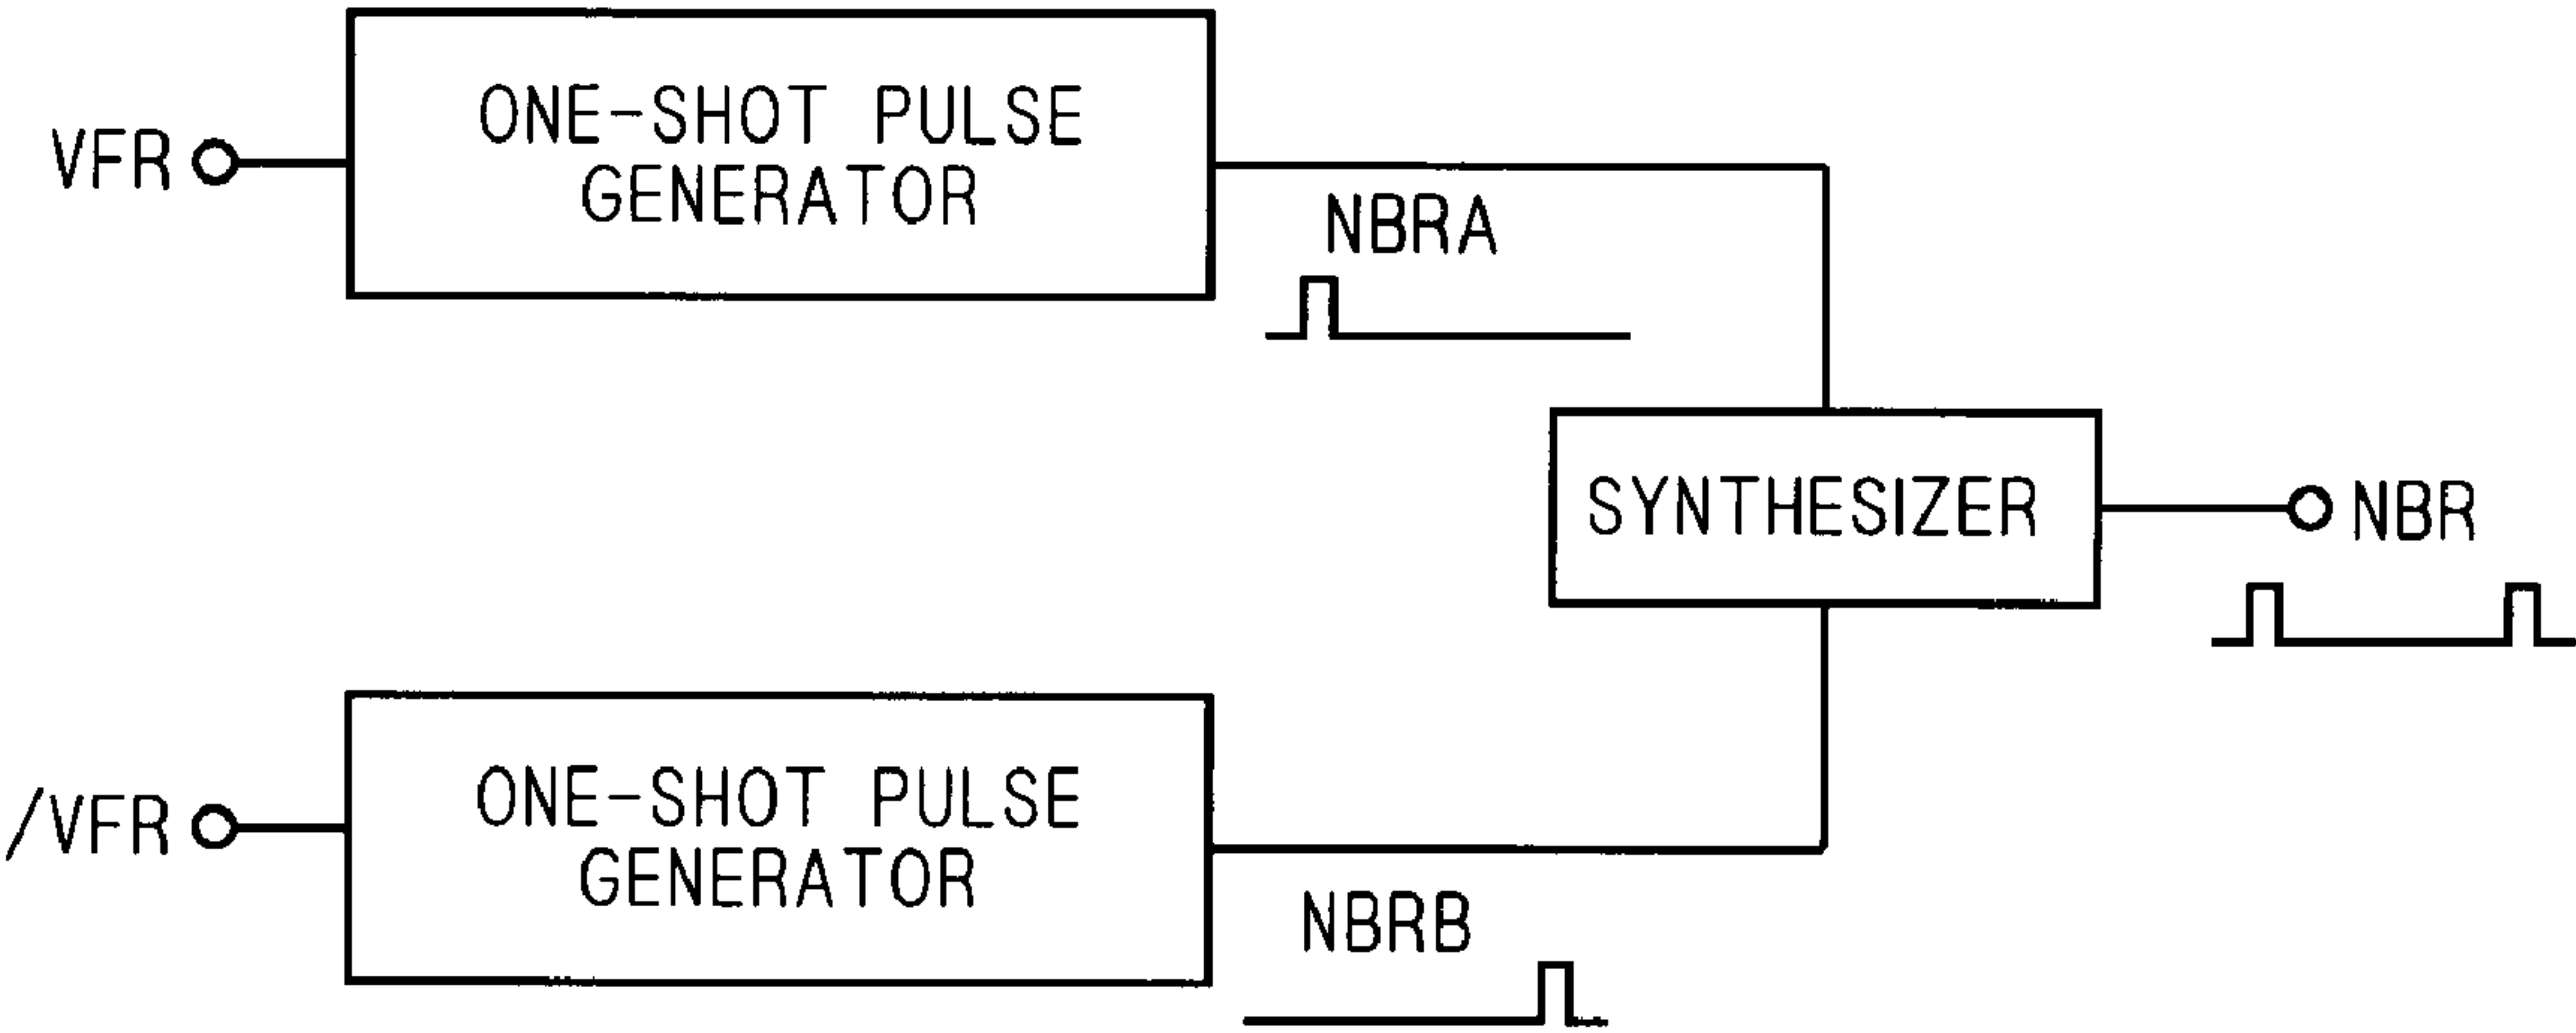 VFR
ONE-SHOT PULSE
GENERATOR
NBRA
SYNTHESIZER
NBR
/VFR
ONE-SHOT PULSE
GENERATOR
NBRB